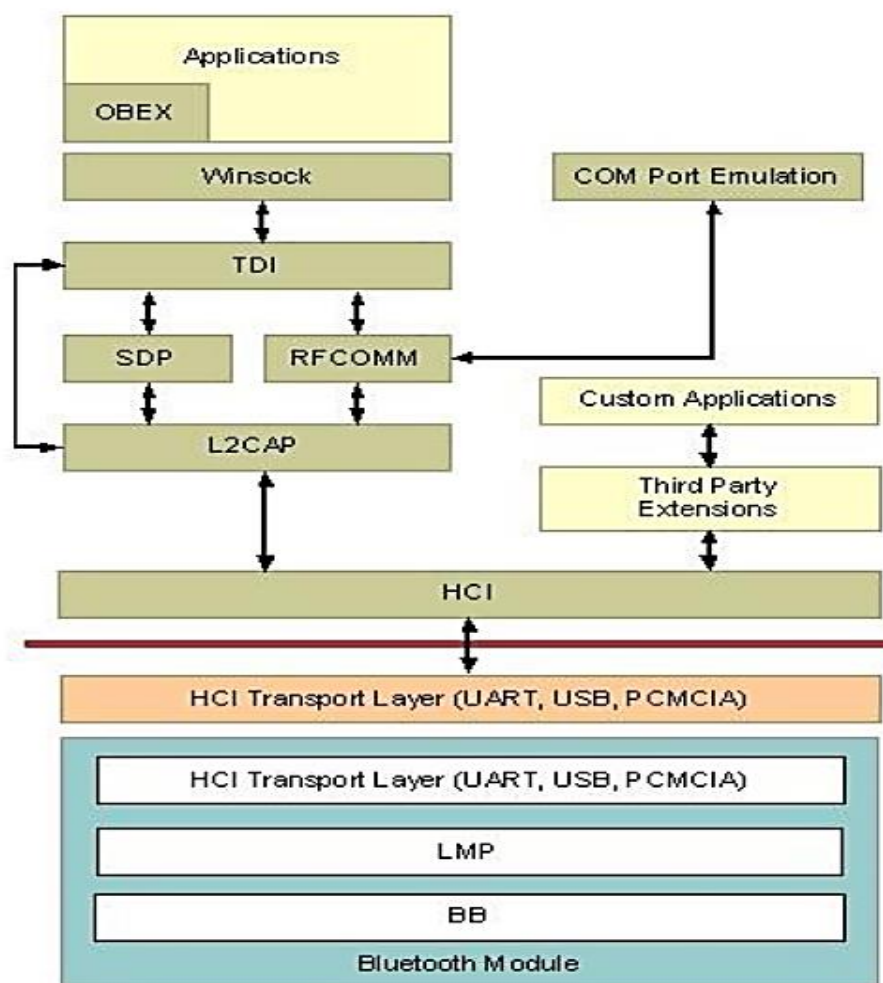 Applications
OBEX
Winsock
COM Port Emulation
TDI
SDP
RFCOMM
Custom Applications
L2CAP
Third Party
Extensions
HCI
HCI Transport Layer (UART, USB, PCMCIA)
HCI Transport Layer (UART, USB, PCMCIA)
LMP
BB
Bluetooth Module